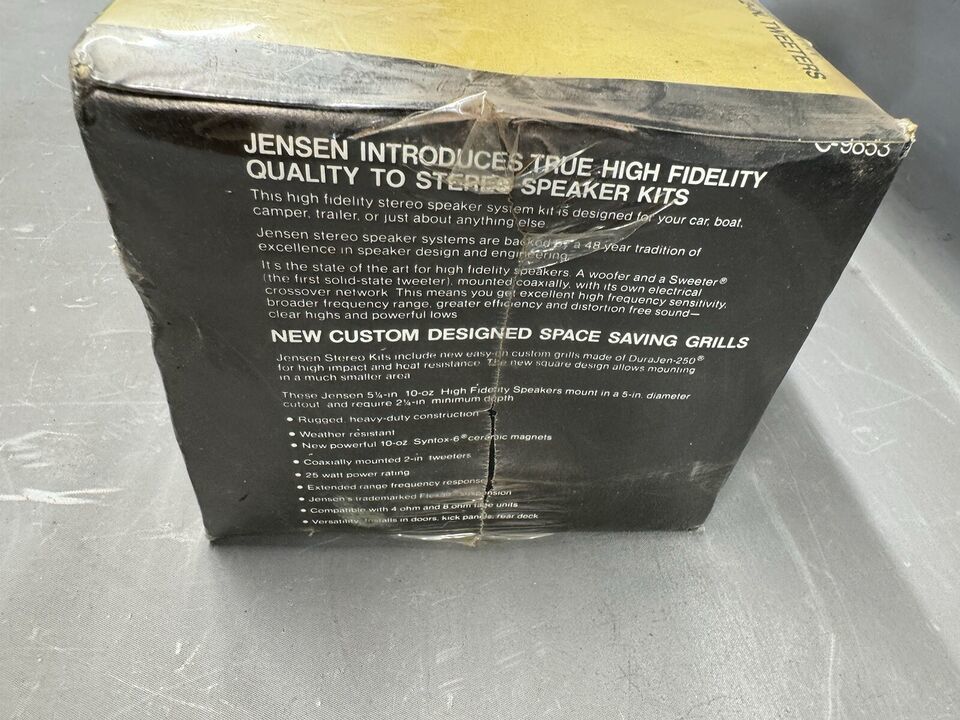 TWEETERS
C-9853
JENSEN INTRODUCES TRUE HIGH FIDELITY
QUALITY TO STEREO SPEAKER KITS
This high fidelity stereo speaker system kit is designed for your car, boat,
camper, trailer, or just about anything else
Jensen stereo speaker systems are backed by a 48-year tradition of
excellence in speaker design and engineering.
It's the state of the art for high fidelity speakers. A woofer and a Sweeter®
(the first solid-state tweeter), mounted coaxially, with its own electrical
crossover network. This means you get excellent high frequency sensitivity,
broader frequency range, greater efficiency and distortion free sound—
clear highs and powerful lows
NEW CUSTOM DESIGNED SPACE SAVING GRILLS
Jensen Stereo Kits include new easy-on custom grills made of DuraJen-250®
for high impact and heat resistance. The new square design allows mounting
in a much smaller area
These Jensen 5¼-in 10-oz High Fidelity Speakers mount in a 5-in. diameter
cutout and require 2¼-in minimum depth
• Rugged, heavy-duty construction
• Weather resistant
• New powerful 10-oz Syntox-6® ceramic magnets
• Coaxially mounted 2-in tweeters
• 25 watt power rating
• Extended range frequency response
• Jensen's trademarked Flexair® suspension
• Compatible with 4 ohm and 8 ohm tape units
• Versatility, installs in doors, kick panels, rear deck